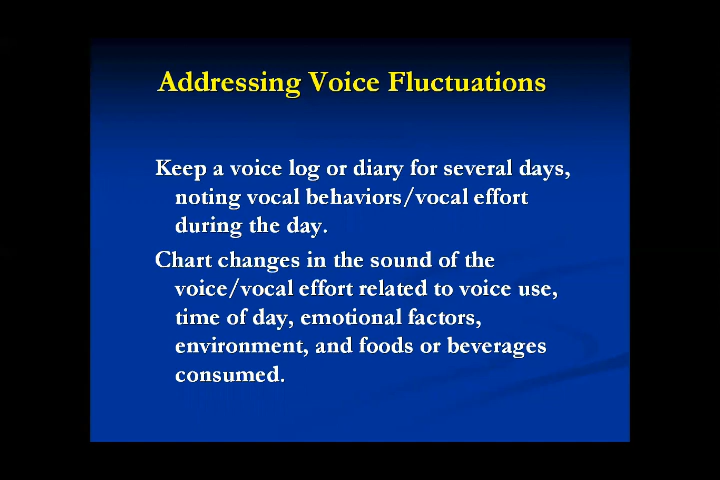 Addressing Voice Fluctuations
Keep a voice log or diary for several days,
noting vocal behaviors/vocal effort
during the day.
Chart changes in the sound of the
voice/vocal effort related to voice use,
time of day, emotional factors,
environment, and foods or beverages
consumed.